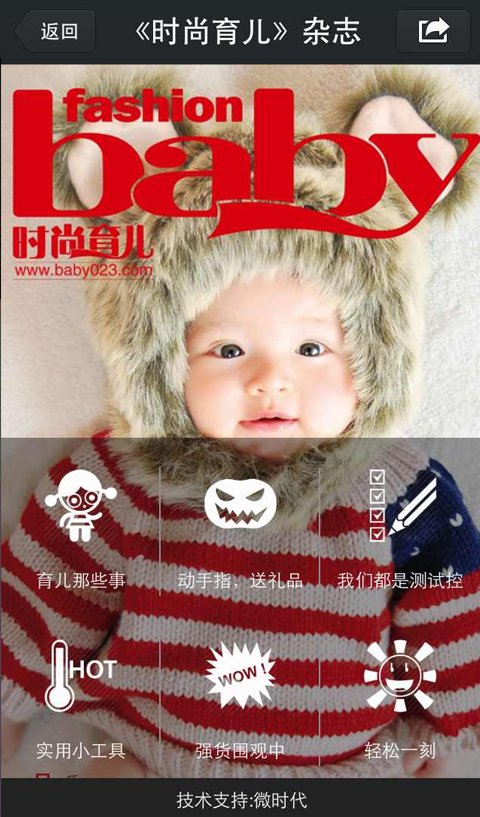 返回
《时尚育儿》杂志
fashion
baby
时尚育儿
www.baby023.com
育儿那些事
动手指，送礼品
我们都是测试控
HOT
WOW !
实用小工具
强货围观中
轻松一刻
技术支持:微时代